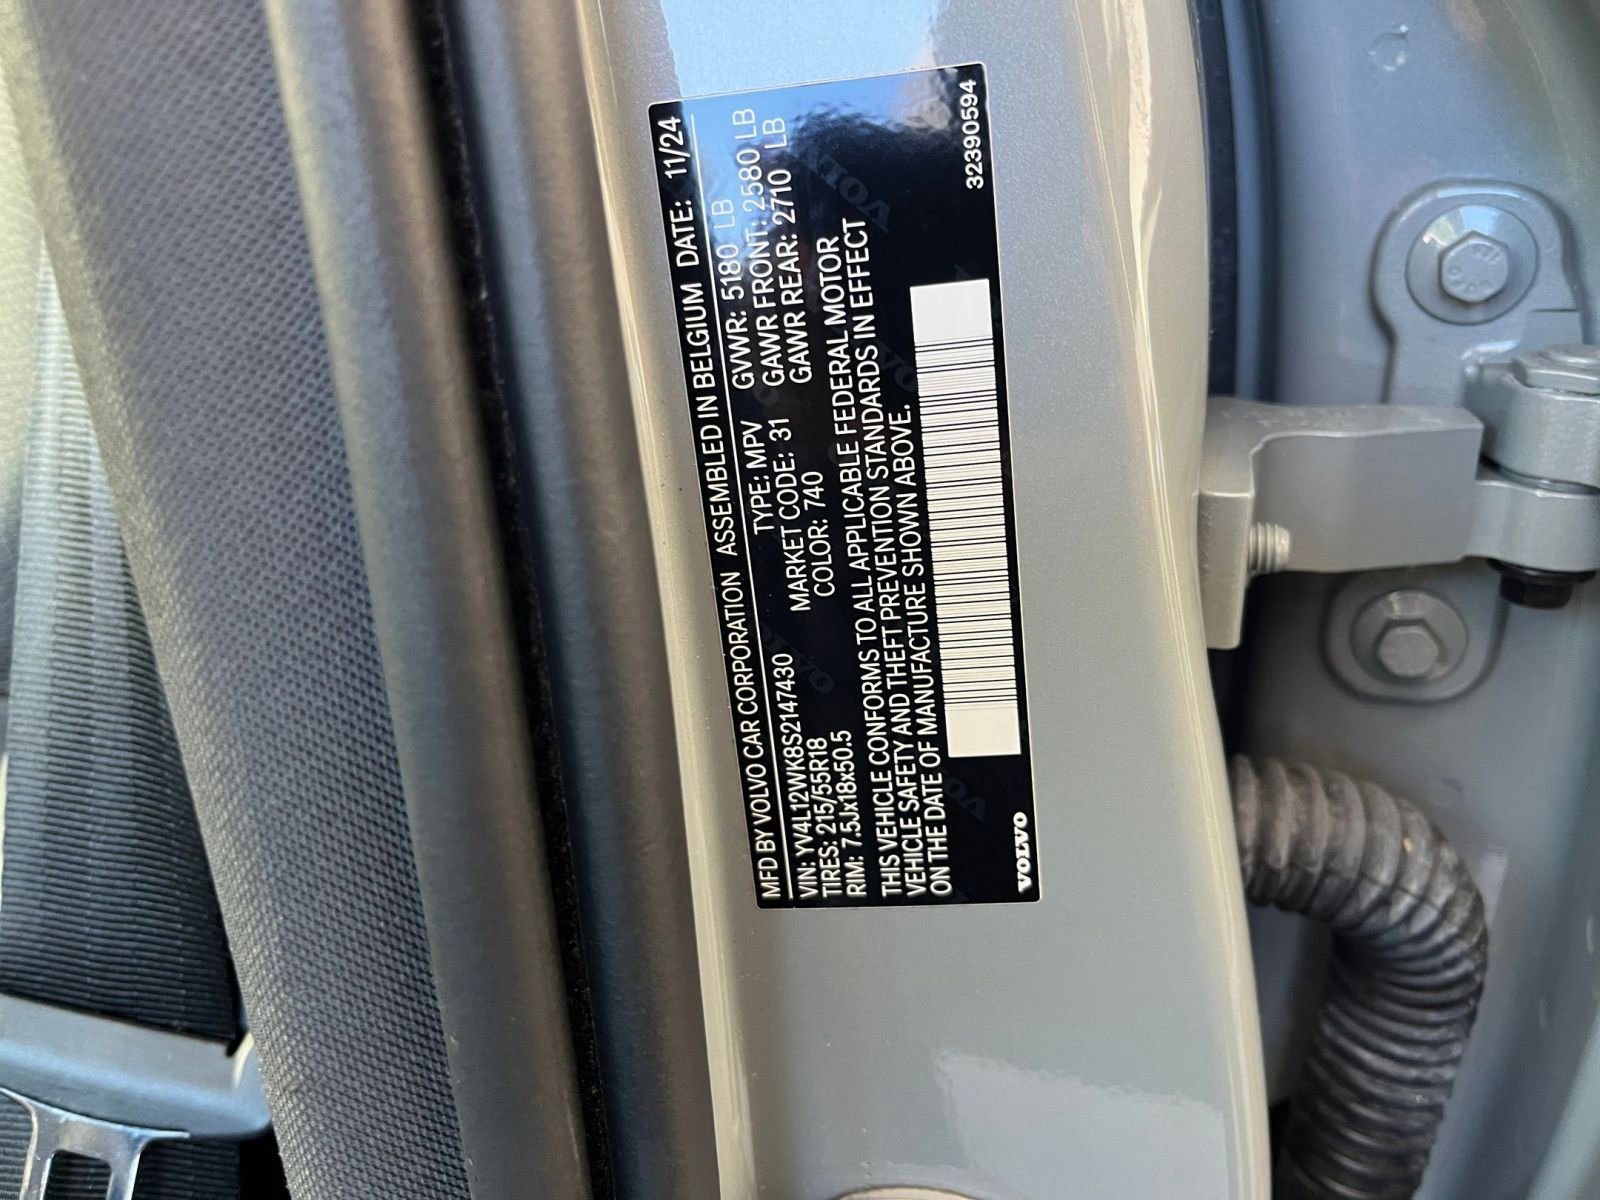 MFD BY VOLVO CAR CORPORATION ASSEMBLED IN BELGIUM DATE: 11/24
VIN: YV4L12WK8S2147430 TYPE: MPV GVWR: 5180 LB
TIRES: 215/55R18 MARKET CODE: 31 GAWR FRONT: 2580 LB
RIM: 7.5Jx18x50.5 COLOR: 740 GAWR REAR: 2710 LB
THIS VEHICLE CONFORMS TO ALL APPLICABLE FEDERAL MOTOR
VEHICLE SAFETY AND THEFT PREVENTION STANDARDS IN EFFECT
ON THE DATE OF MANUFACTURE SHOWN ABOVE.
VOLVO 32390594